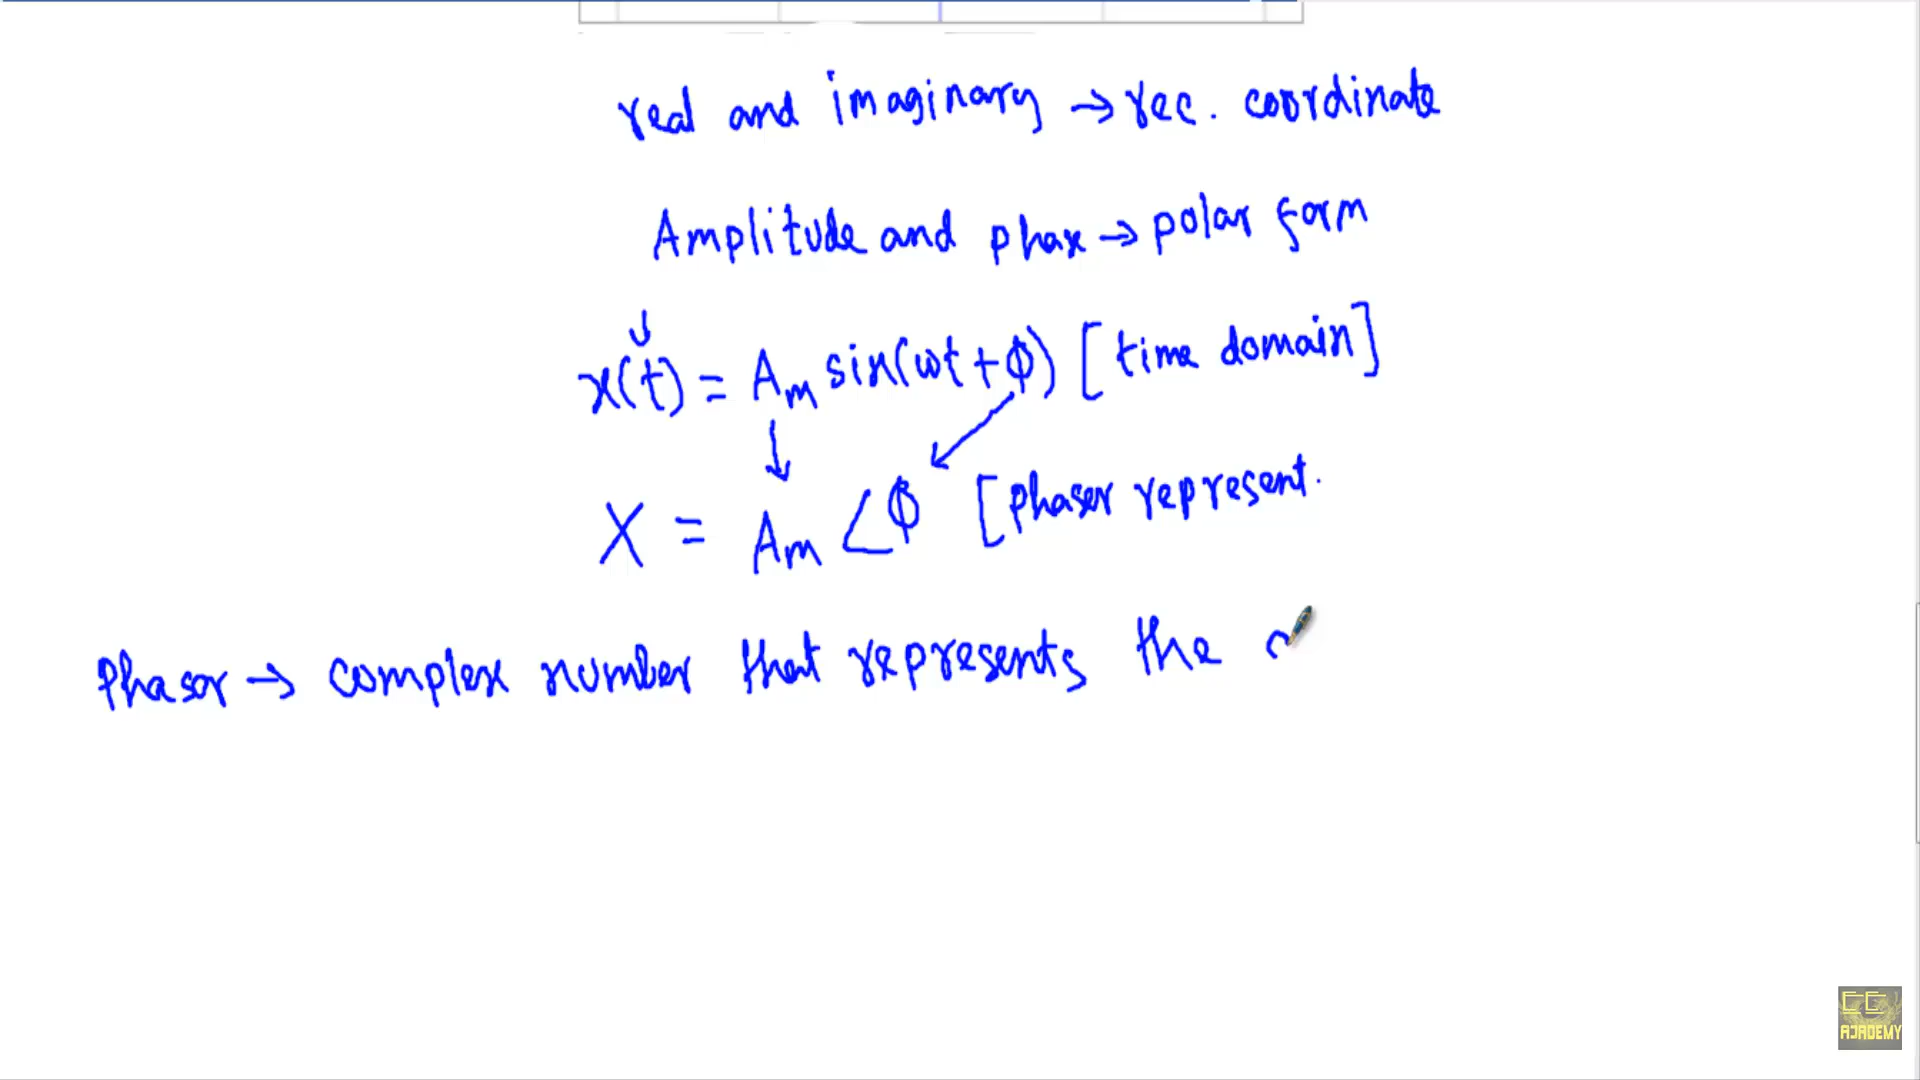 real and imaginary → rec. coordinate
Amplitude and phase → polar form
x(t) = Am sin(ωt + ϕ) [time domain]
X = Am ∠ϕ [phaser represent.
Phasor → complex number that represents the
EE
ACADEMY